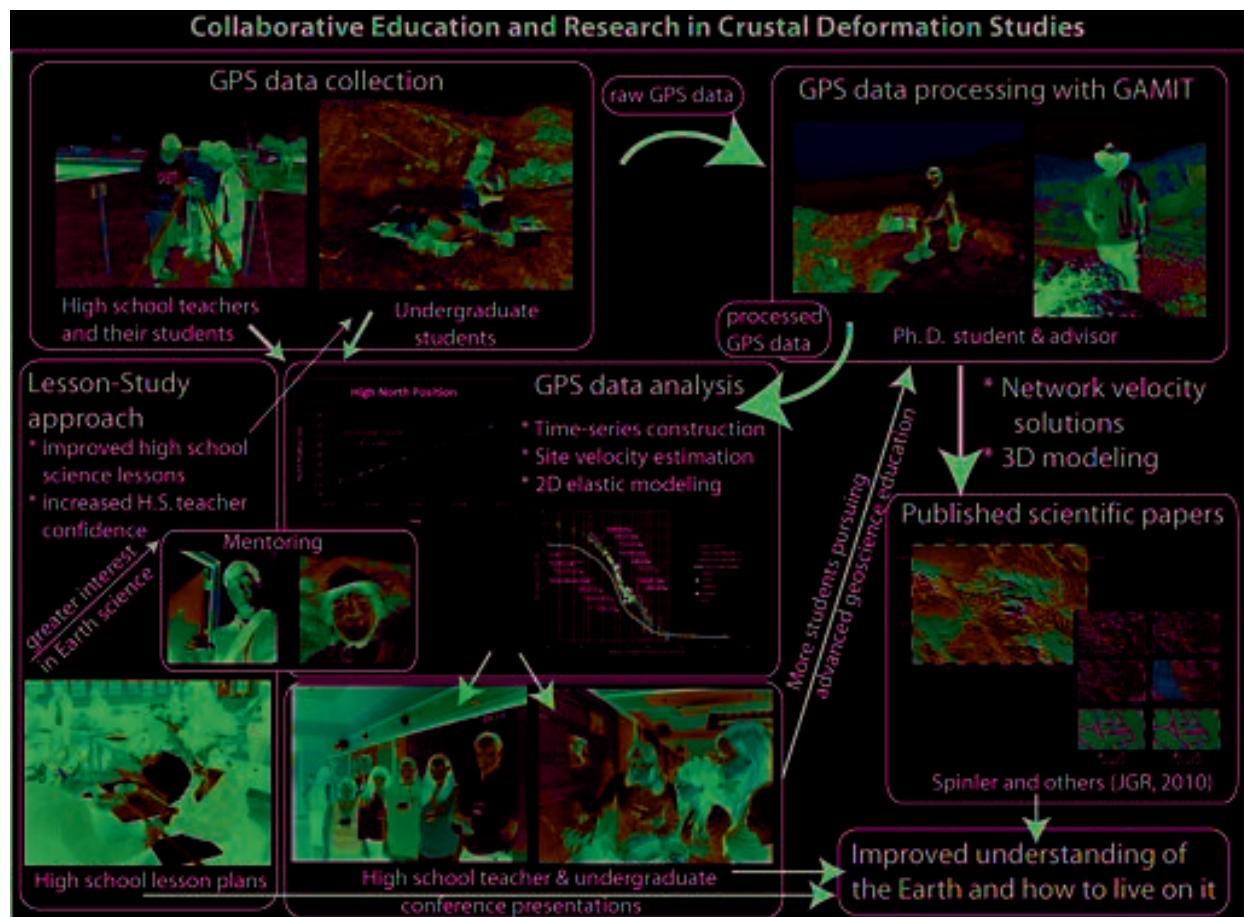 Collaborative Education and Research in Crustal Deformation Studies
GPS data collection
High school teachers
and their students
Undergraduate
students
raw GPS data
GPS data processing with GAMIT
Ph. D. student & advisor
processed
GPS data
Lesson-Study
approach
* improved high school
science lessons
* increased H.S. teacher
confidence
greater interest
in Earth science
Mentoring
High North Position
GPS data analysis
* Time-series construction
* Site velocity estimation
* 2D elastic modeling
More students pursuing
advanced geoscience education
* Network velocity
solutions
* 3D modeling
Published scientific papers
Spinler and others (JGR, 2010)
High school lesson plans
High school teacher & undergraduate
conference presentations
Improved understanding of
the Earth and how to live on it